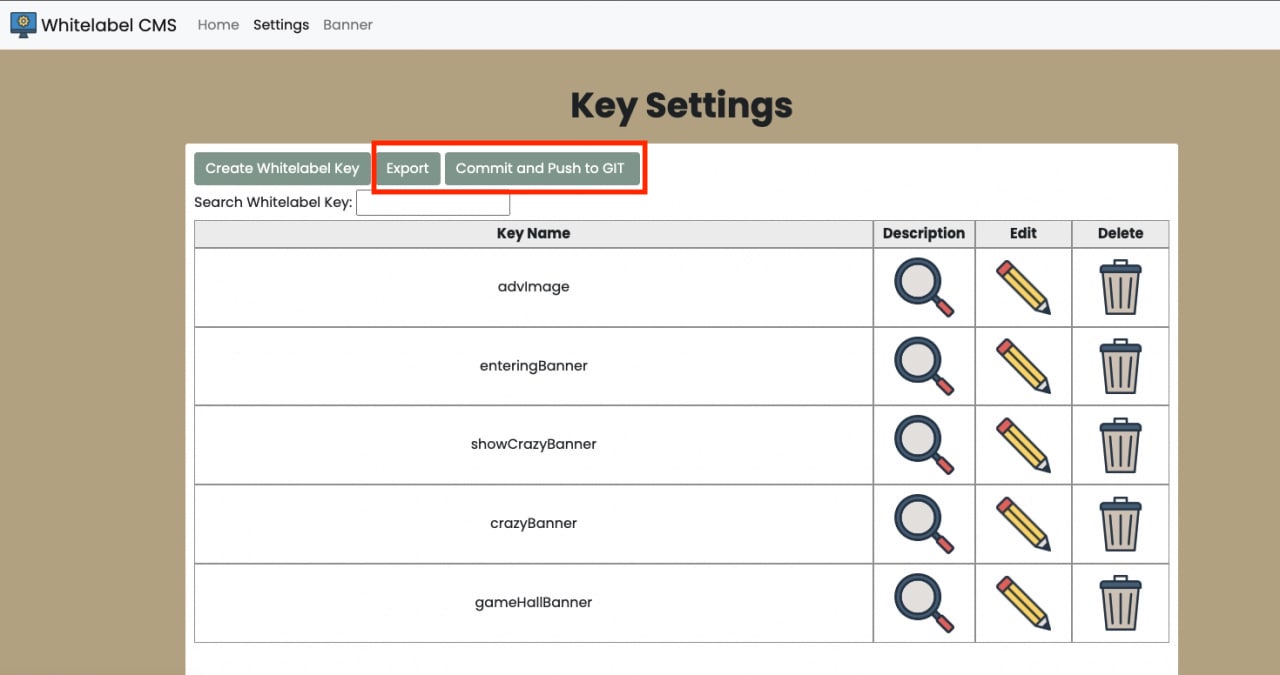 Whitelabel CMS Home Settings Banner
Key Settings
Create Whitelabel Key Export Commit and Push to GIT
Search Whitelabel Key:
Key Name Description Edit Delete
advImage
enteringBanner
showCrazyBanner
crazyBanner
gameHallBanner